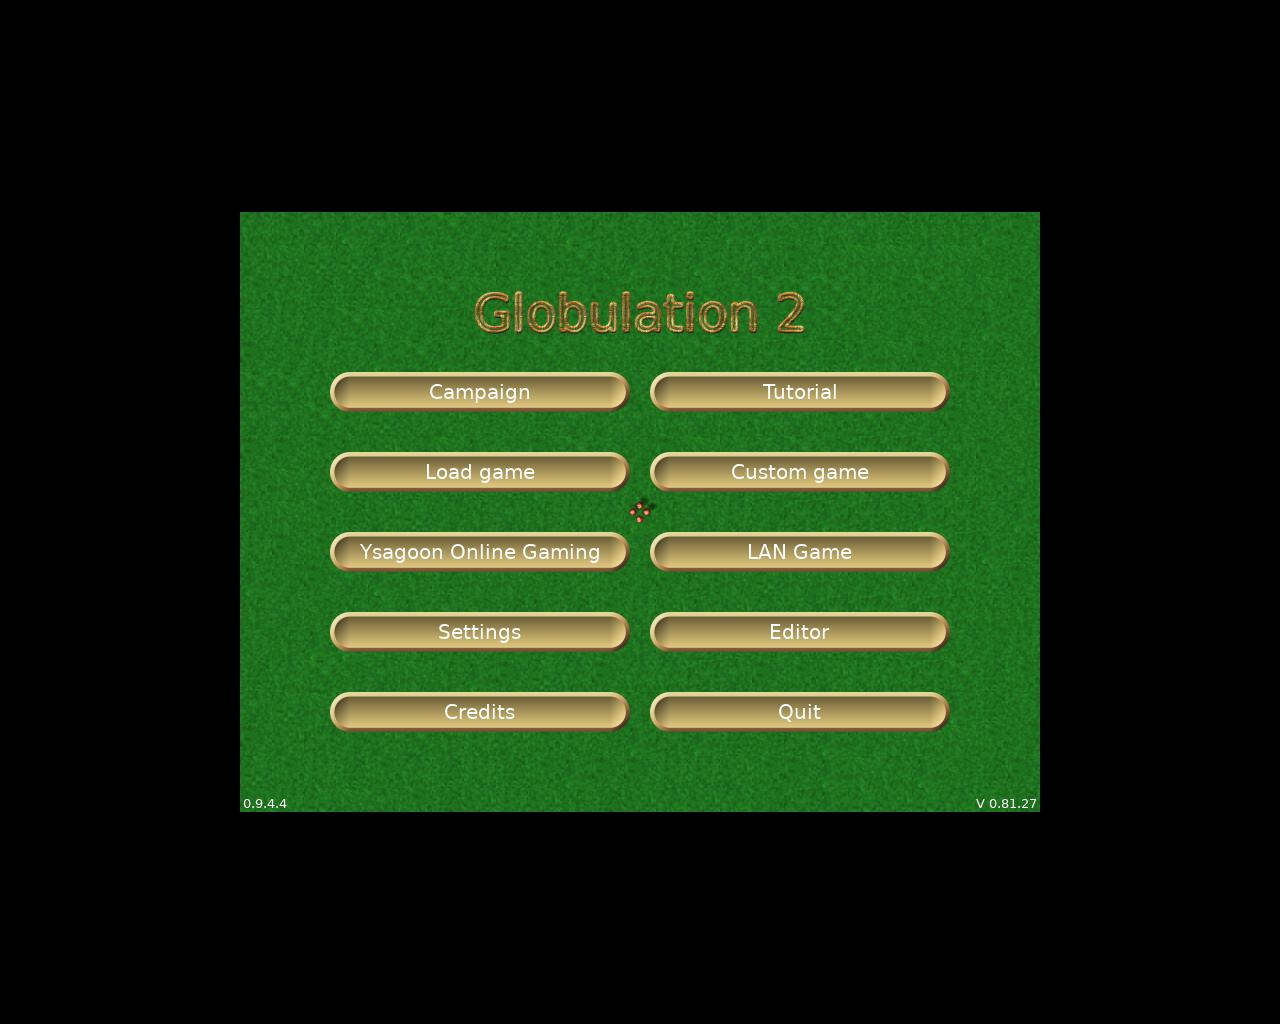 Globulation 2
Campaign
Tutorial
Load game
Custom game
Ysagoon Online Gaming
LAN Game
Settings
Editor
Credits
Quit
0.9.4.4
V 0.81.27